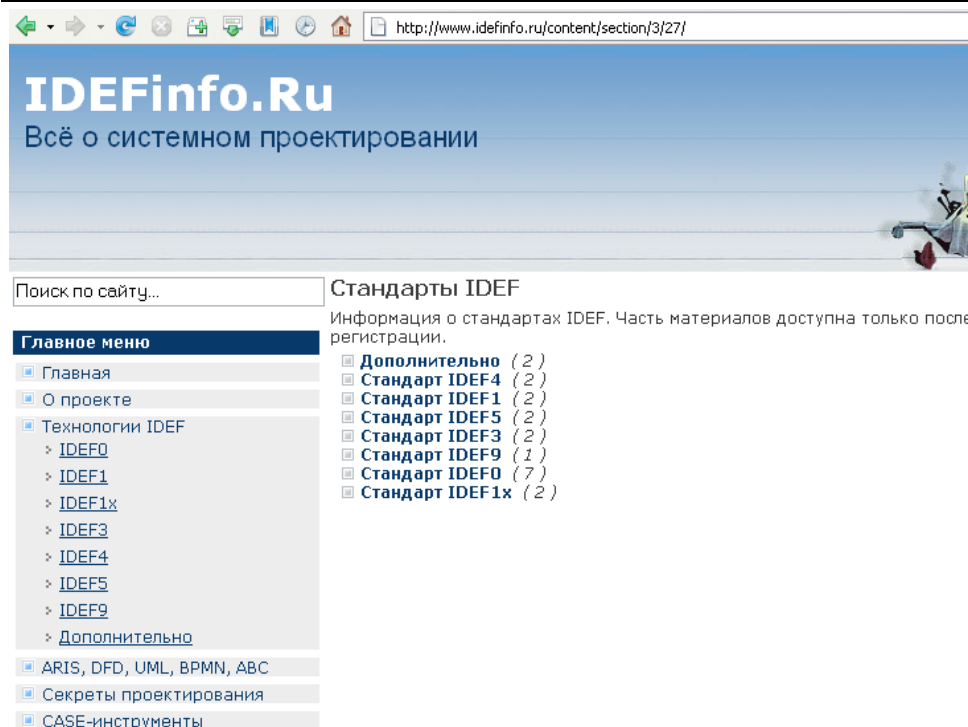 http://www.idefinfo.ru/content/section/3/27/
IDEFinfo.Ru
Всё о системном проектировании
Поиск по сайту...
Главное меню
Главная
О проекте
Технологии IDEF
IDEF0
IDEF1
IDEF1x
IDEF3
IDEF4
IDEF5
IDEF9
Дополнительно
ARIS, DFD, UML, BPMN, ABC
Секреты проектирования
CASE-инструменты
Стандарты IDEF
Информация о стандартах IDEF. Часть материалов доступна только после
регистрации.
Дополнительно ( 2 )
Стандарт IDEF4 ( 2 )
Стандарт IDEF1 ( 2 )
Стандарт IDEF5 ( 2 )
Стандарт IDEF3 ( 2 )
Стандарт IDEF9 ( 1 )
Стандарт IDEF0 ( 7 )
Стандарт IDEF1x ( 2 )